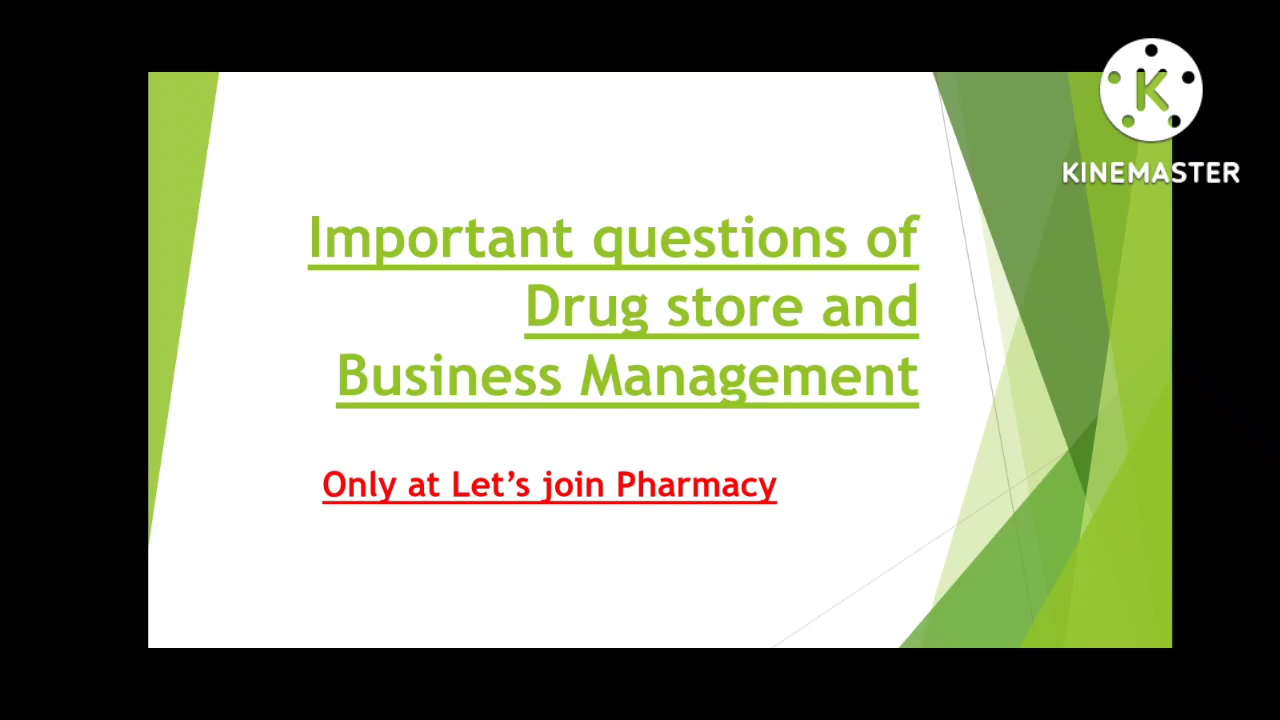 K
KINEMASTER
Important questions of
Drug store and
Business Management
Only at Let's join Pharmacy